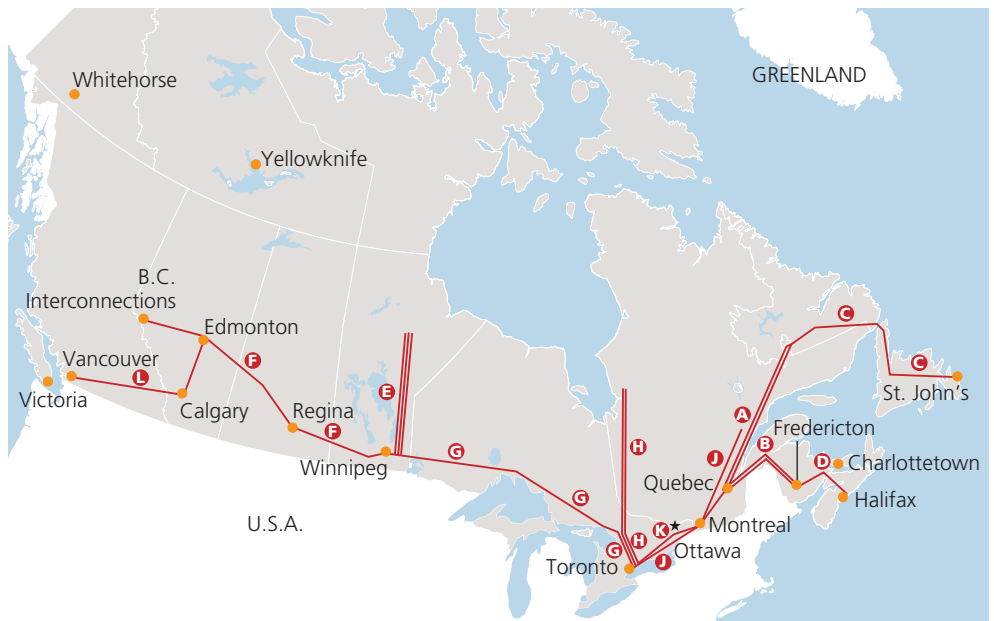 GREENLAND
Whitehorse
Yellowknife
B.C.
Interconnections
C
Edmonton
Vancouver
F
C
L
E
Victoria
St. John's
Calgary
Regina
A
Fredericton
F
B
H
G
J
D
Charlottetown
Winnipeg
Quebec
G
Halifax
U.S.A.
K
Montreal
G
H
Ottawa
Toronto
J